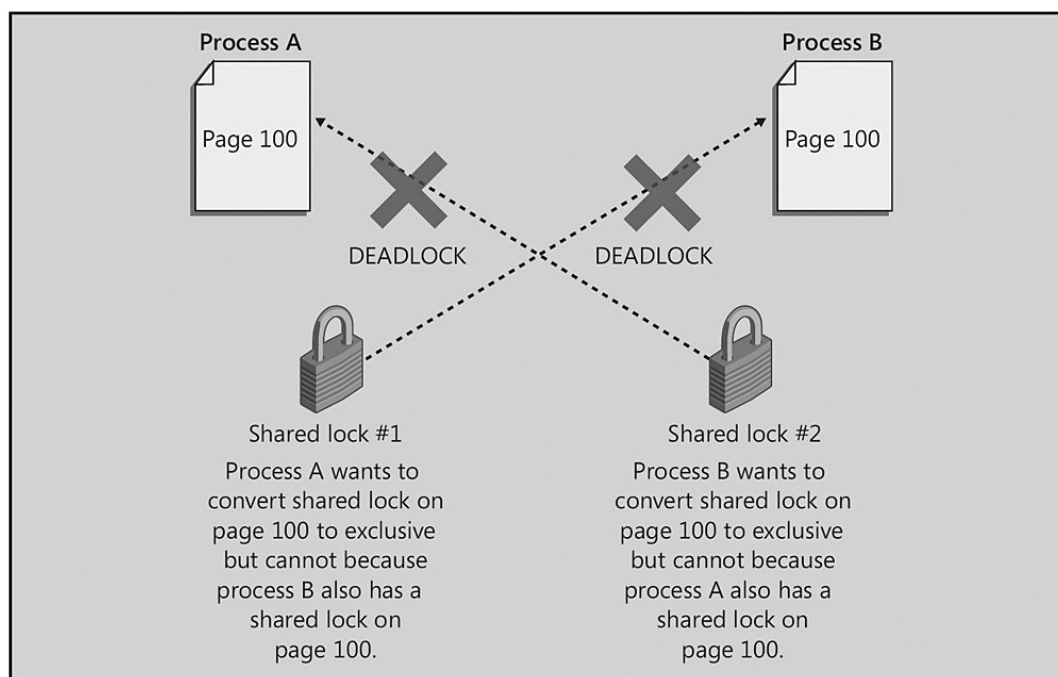 Process A
Process B
Page 100
Page 100
DEADLOCK
DEADLOCK
Shared lock #1
Process A wants to
convert shared lock on
page 100 to exclusive
but cannot because
process B also has a
shared lock on
page 100.
Shared lock #2
Process B wants to
convert shared lock on
page 100 to exclusive
but cannot because
process A also has a
shared lock on
page 100.